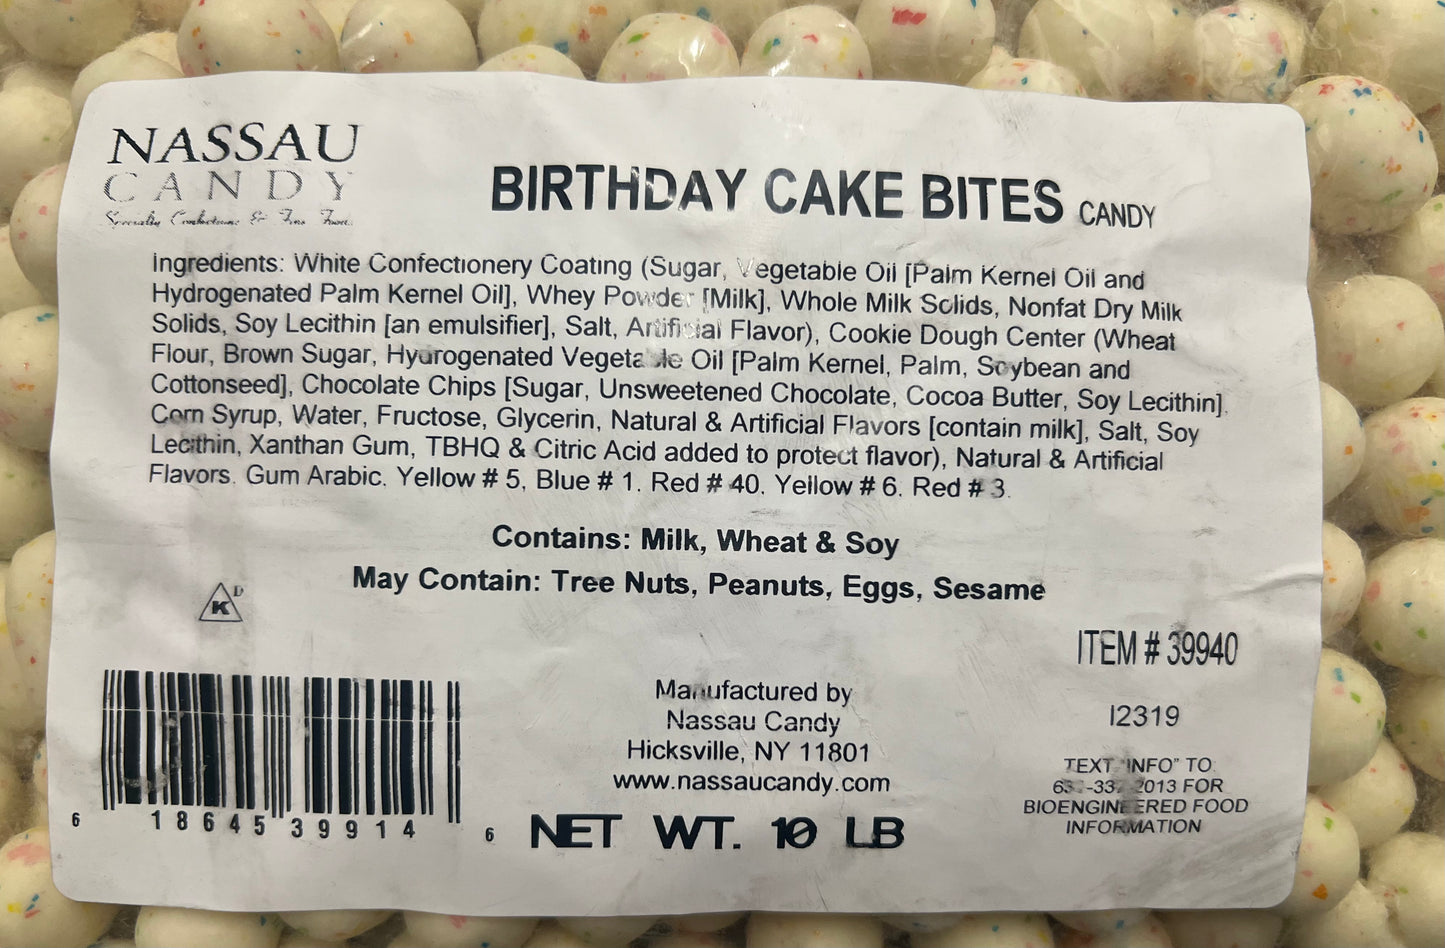 NASSAU
CANDY
Specialty Confections & Fine Foods
BIRTHDAY CAKE BITES CANDY
Ingredients: White Confectionery Coating (Sugar, Vegetable Oil [Palm Kernel Oil and
Hydrogenated Palm Kernel Oil], Whey Powder [Milk], Whole Milk Solids, Nonfat Dry Milk
Solids, Soy Lecithin [an emulsifier], Salt, Artificial Flavor), Cookie Dough Center (Wheat
Flour, Brown Sugar, Hydrogenated Vegetable Oil [Palm Kernel, Palm, Soybean and
Cottonseed], Chocolate Chips [Sugar, Unsweetened Chocolate, Cocoa Butter, Soy Lecithin],
Corn Syrup, Water, Fructose, Glycerin, Natural & Artificial Flavors [contain milk], Salt, Soy
Lecithin, Xanthan Gum, TBHQ & Citric Acid added to protect flavor), Natural & Artificial
Flavors. Gum Arabic. Yellow # 5, Blue # 1. Red # 40. Yellow # 6. Red # 3.
Contains: Milk, Wheat & Soy
May Contain: Tree Nuts, Peanuts, Eggs, Sesame
K D
ITEM # 39940
Manufactured by
Nassau Candy
I2319
Hicksville, NY 11801
www.nassaucandy.com
TEXT "INFO" TO
2013 FOR
BIOENGINEERED FOOD
INFORMATION
6 18645 39914 6
NET WT. 10 LB